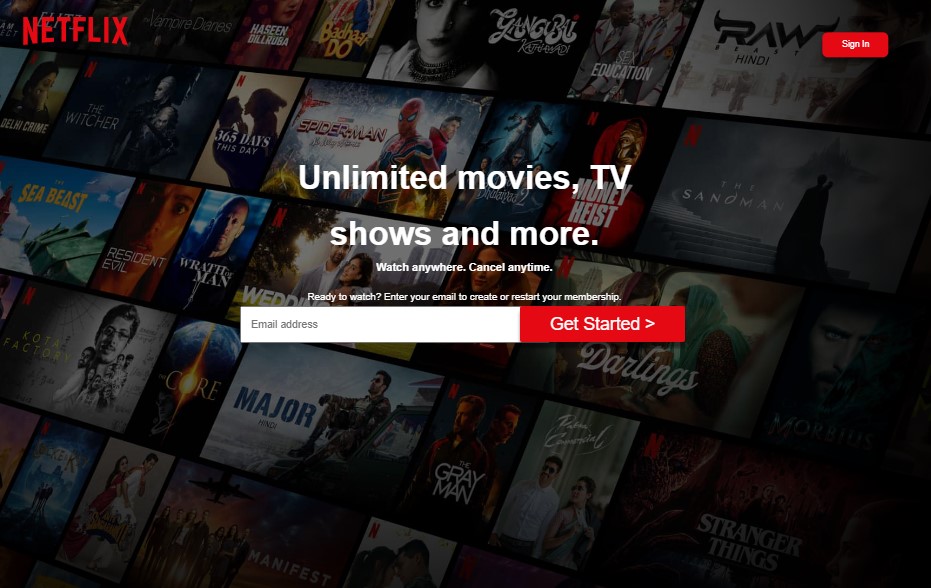 NETFLIX
The Vampire Diaries
HASEEN
DILLRUBA
Badhaai
DO
GANGUBAI
KATHIAWADI
SEX
EDUCATION
RAW
BEAST
HINDI
Sign In
DELHI CRIME
THE
WITCHER
365 DAYS
THIS DAY
SPIDER-MAN
MONEY
HEIST
THE
SANDMAN
Unlimited movies, TV
shows and more.
Watch anywhere. Cancel anytime.
Ready to watch? Enter your email to create or restart your membership.
Email address
Get Started >
THE
SEA BEAST
RESIDENT
EVIL
WRATH OF
MAN
WEDDING
KOTA
FACTORY
THE
CORE
MAJOR
HINDI
Darlings
MORBIUS
THE
GRAY
MAN
STRANGER
THINGS
MANIFEST